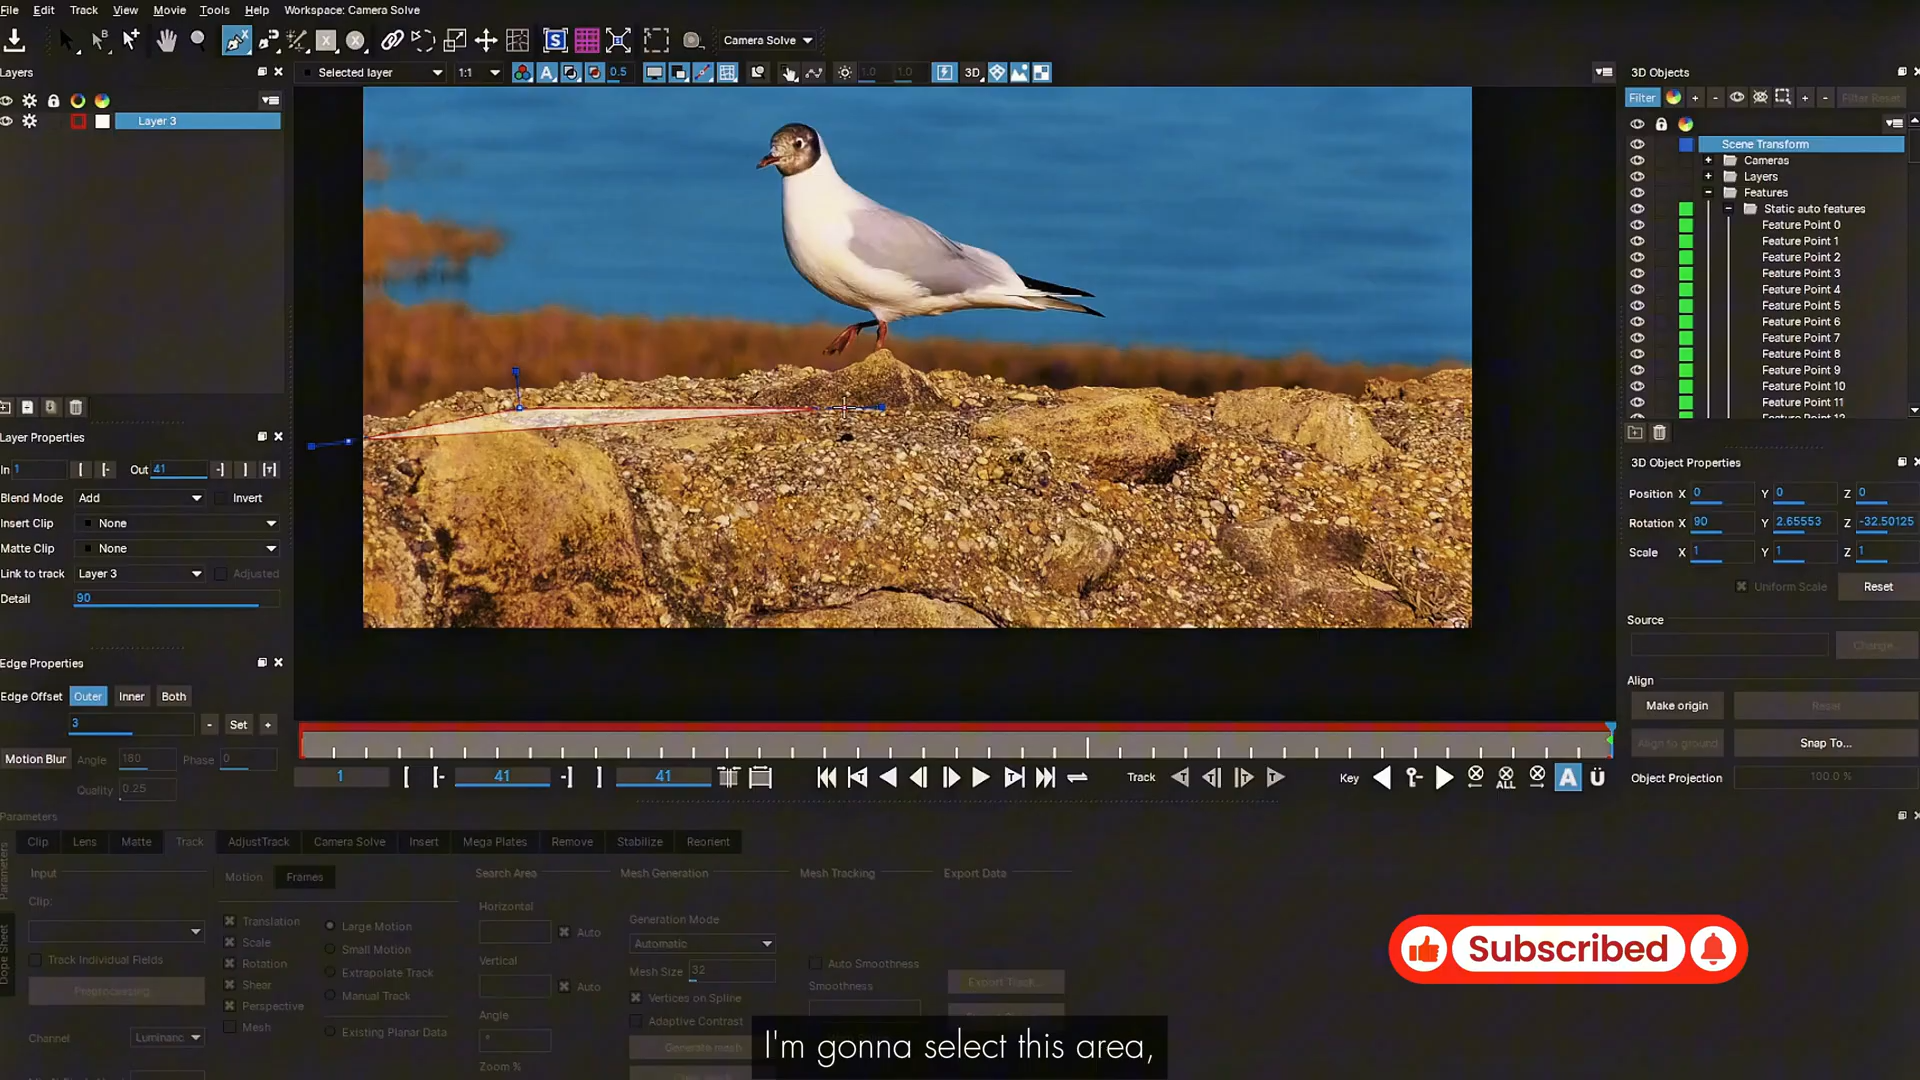 File Edit Track View Movie Tools Help Workspace: Camera Solve
Camera Solve
Layers
Selected layer 1:1 0.5 1.0 1.0 3D
Layer 3
3D Objects
Filter + - + - Filter Reset
Scene Transform
Cameras
Layers
Features
Static auto features
Feature Point 0
Feature Point 1
Feature Point 2
Feature Point 3
Feature Point 4
Feature Point 5
Feature Point 6
Feature Point 7
Feature Point 8
Feature Point 9
Feature Point 10
Feature Point 11
Layer Properties
In 1 Out 41
Blend Mode Add Invert
Insert Clip None
Matte Clip None
Link to track Layer 3 Adjusted
Detail 90
Edge Properties
Edge Offset Outer Inner Both
3 - Set +
Motion Blur Angle 180 Phase 0
Quality 0.25
3D Object Properties
Position X 0 Y 0 Z 0
Rotation X 90 Y 2.65553 Z -32.50125
Scale X 1 Y 1 Z 1
Uniform Scale Reset
Source
Change...
Align
Make origin Reset
Align to ground Snap To...
Object Projection 100.0 %
1 41 41 Track Key ALL A Ü
Parameters
Clip Lens Matte Track AdjustTrack Camera Solve Insert Mega Plates Remove Stabilize Reorient
Parameters
Dope Sheet
Input
Clip:
Track Individual Fields
Preprocessing...
Channel Luminanc
Motion Frames
Translation
Scale
Rotation
Shear
Perspective
Mesh
Large Motion
Small Motion
Extrapolate Track
Manual Track
Existing Planar Data
Search Area
Horizontal
Auto
Vertical
Auto
Angle
Zoom %
Mesh Generation
Generation Mode
Automatic
Mesh Size 32
Vertices on Spline
Adaptive Contrast
Generate mesh
Mesh Tracking
Auto Smoothness
Smoothness
Export Data
Export Track...
Subscribed
I'm gonna select this area,